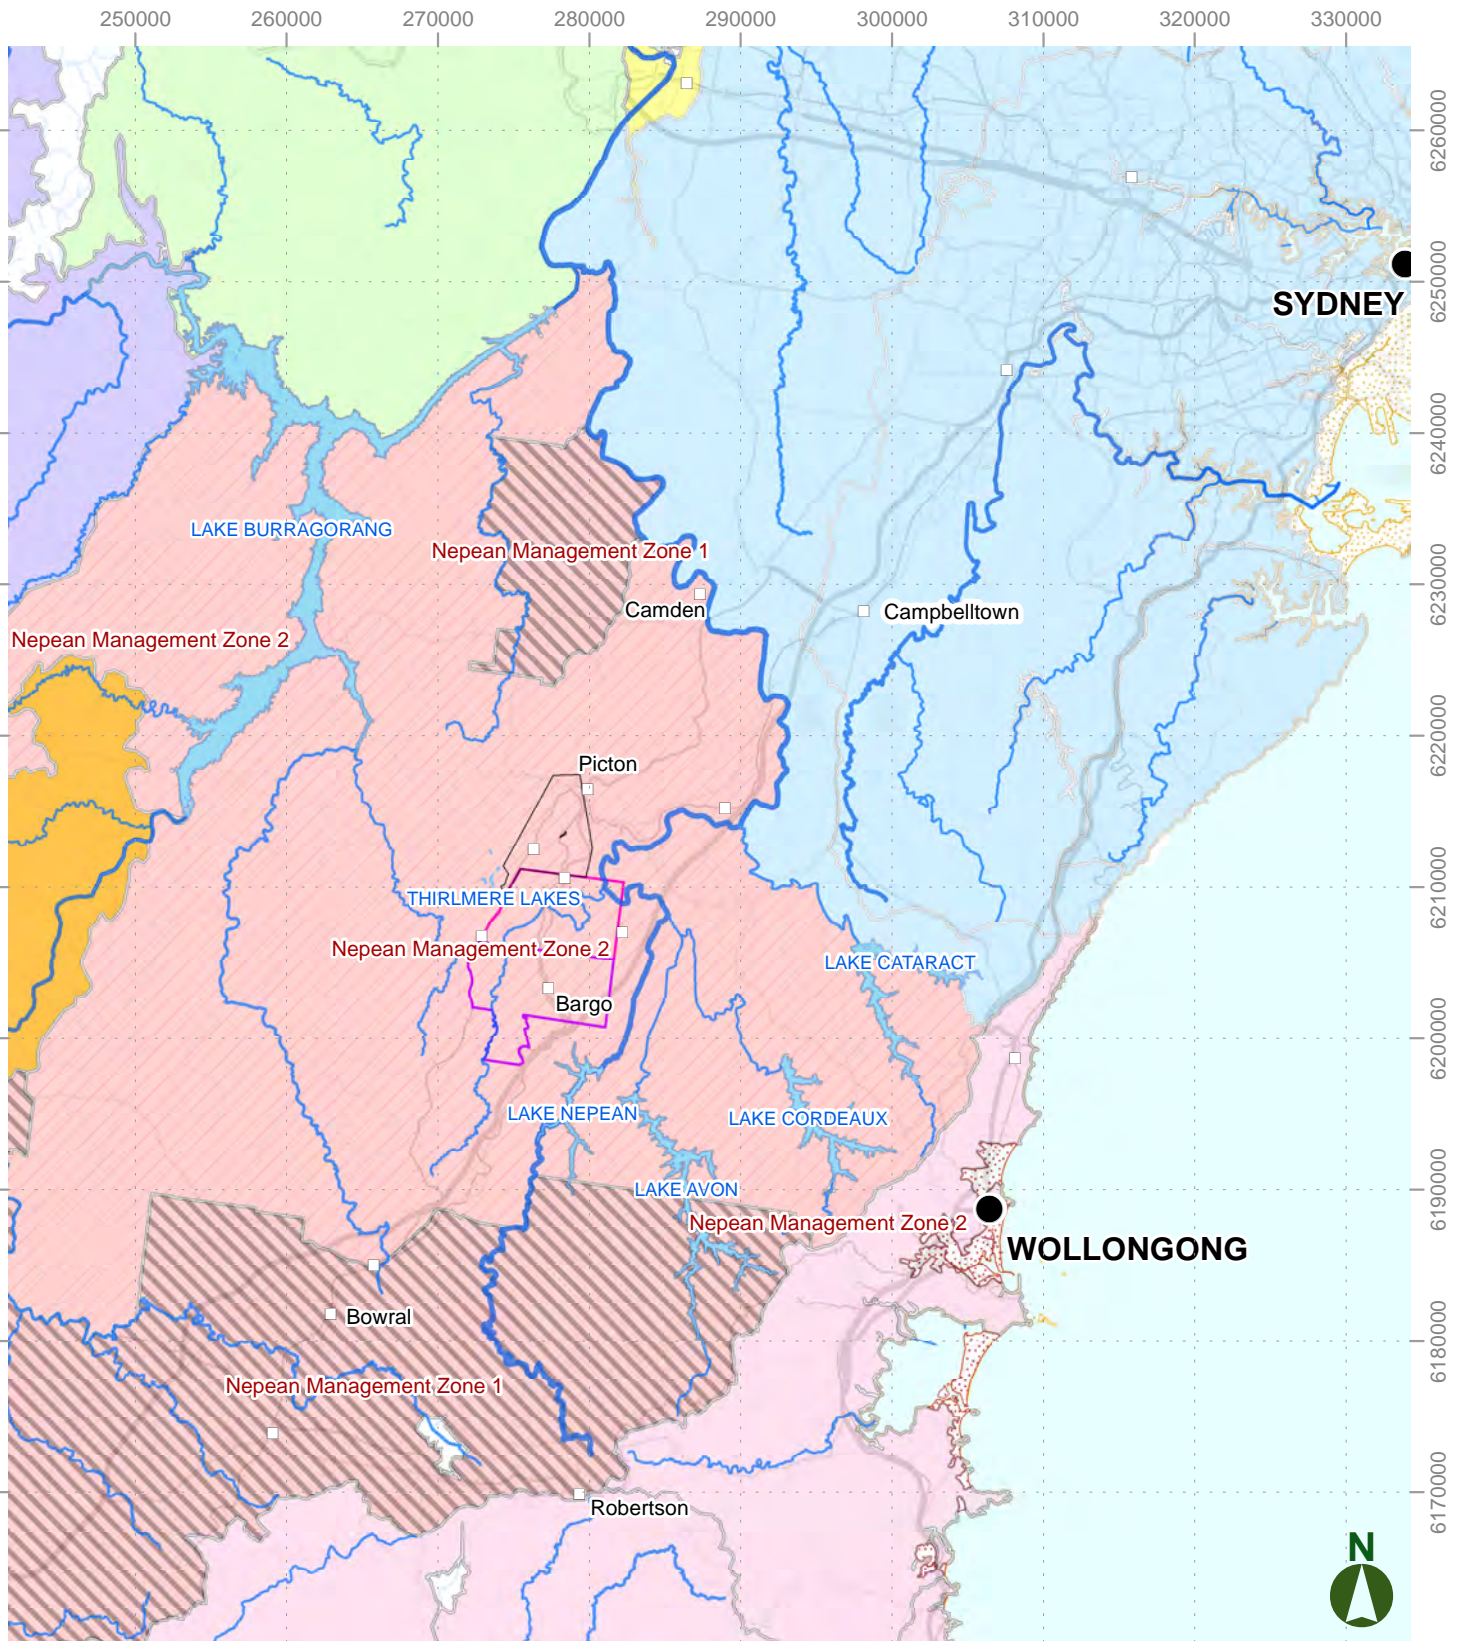 250000 260000 270000 280000 290000 300000 310000 320000 330000
6260000
6250000
SYDNEY
6240000
LAKE BURRAGORANG
Nepean Management Zone 1
6230000
Camden
Campbelltown
Nepean Management Zone 2
6220000
Picton
6210000
THIRLMERE LAKES
Nepean Management Zone 2
LAKE CATARACT
Bargo
6200000
LAKE NEPEAN
LAKE CORDEAUX
LAKE AVON
6190000
Nepean Management Zone 2
WOLLONGONG
Bowral
6180000
Nepean Management Zone 1
6170000
Robertson
N